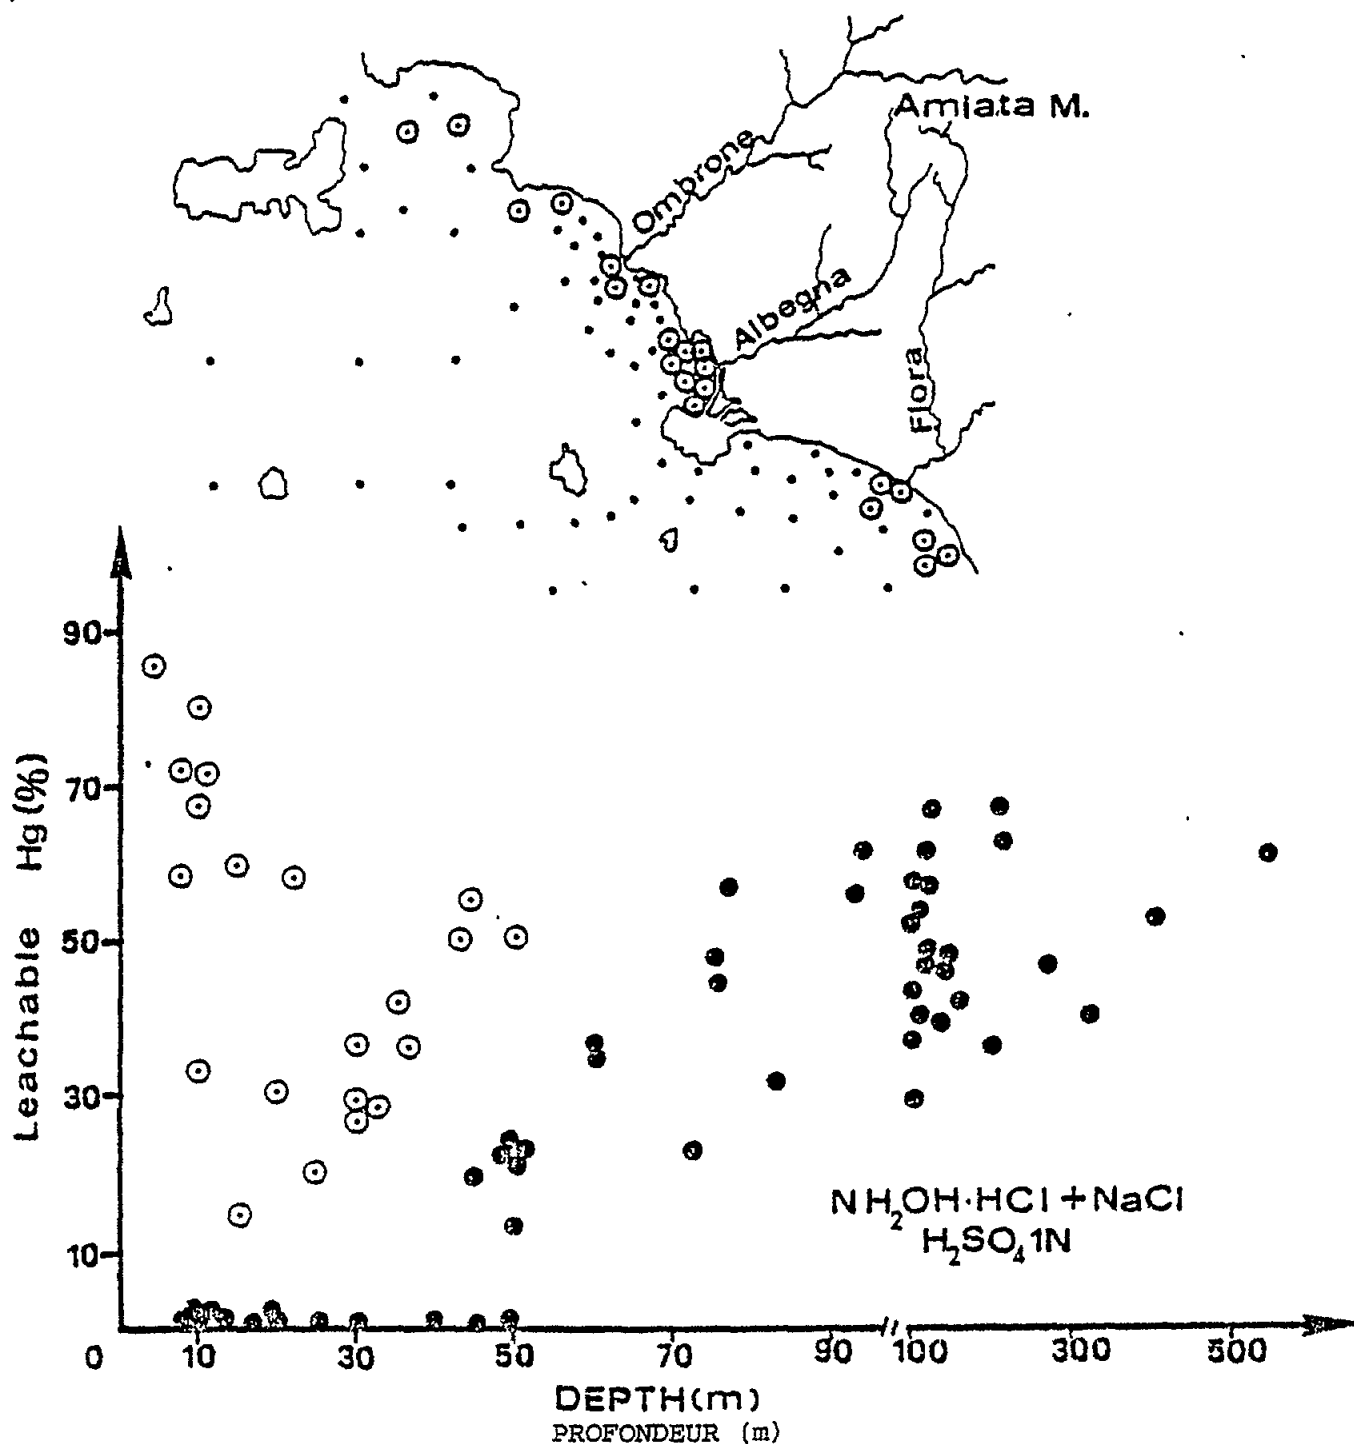 Amiata M.
Ombrone
Albegna
Fiora
Leachable Hg (%)
90
70
50
30
10
0 10 30 50 70 90 100 300 500
NH₂OH·HCl + NaCl
H₂SO₄ 1N
DEPTH (m)
PROFONDEUR (m)